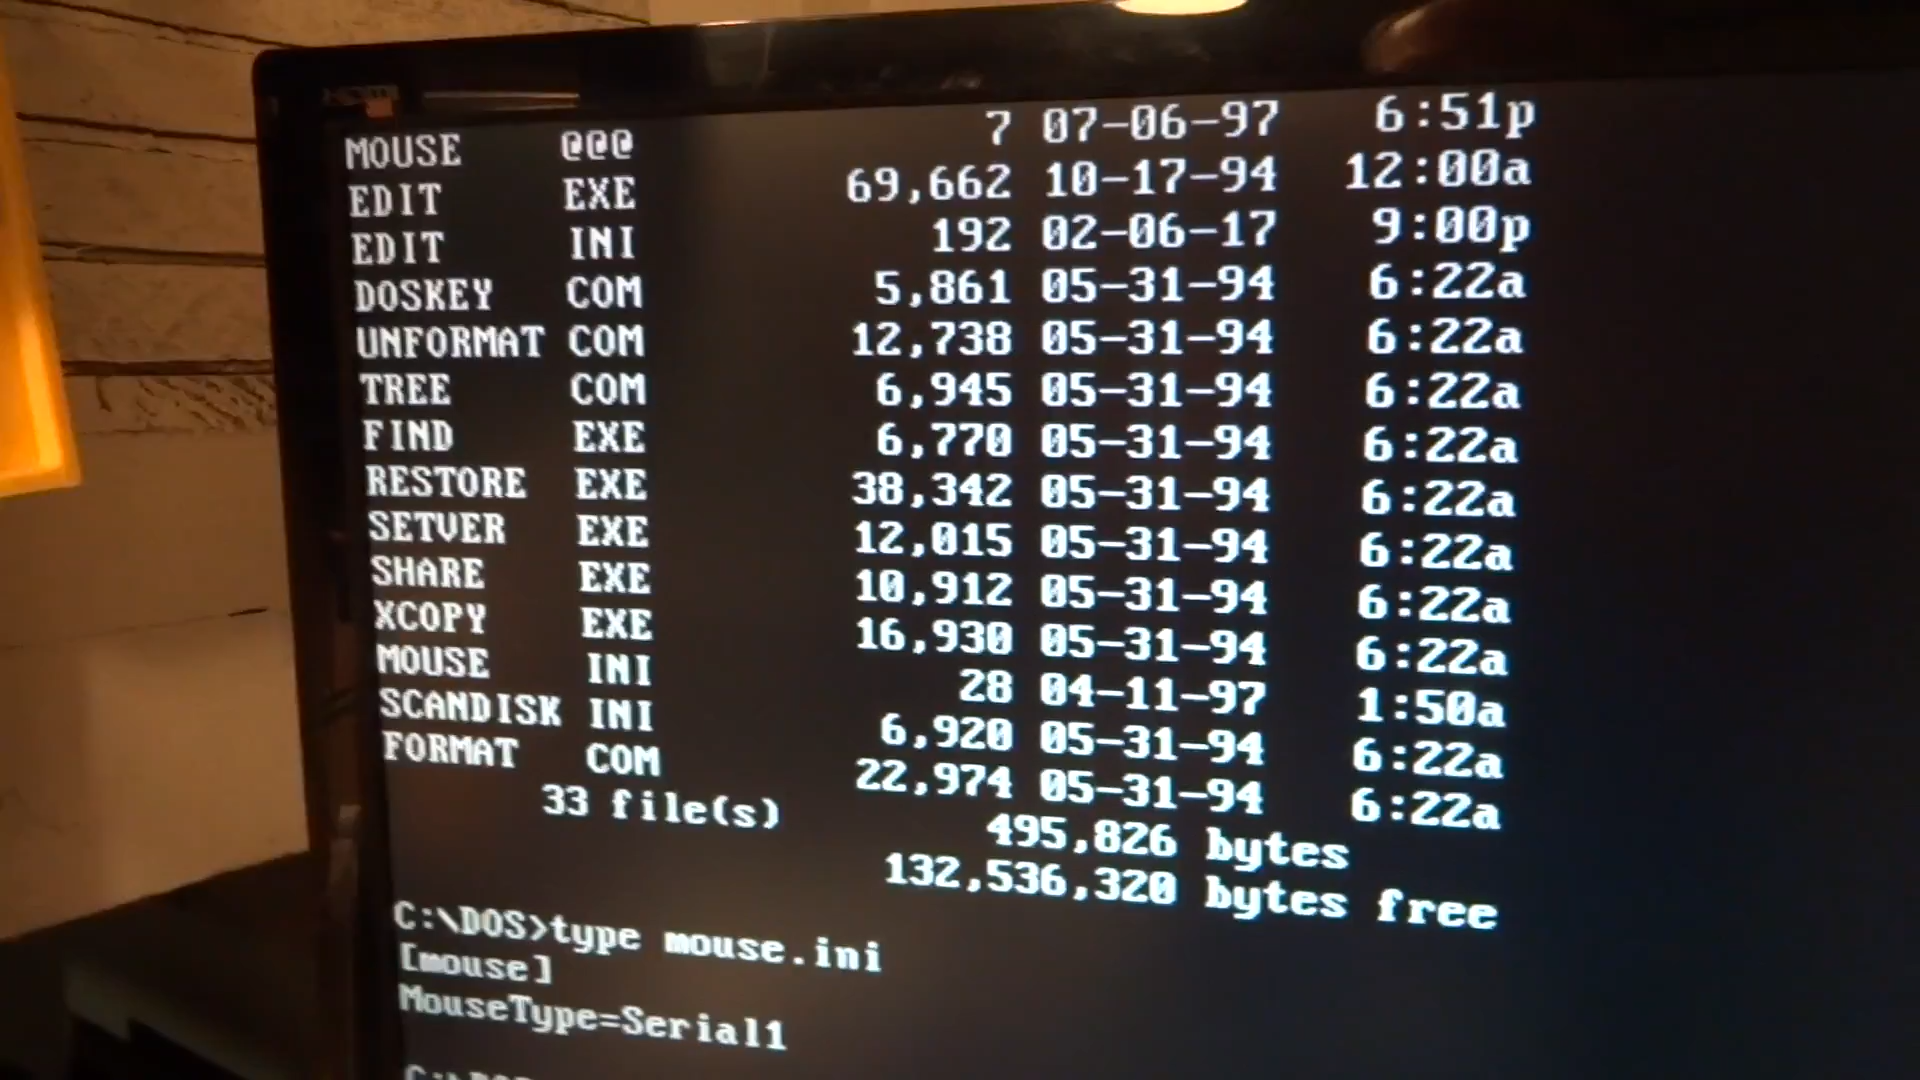 MOUSE @@@ 7 07-06-97 6:51p
EDIT EXE 69,662 10-17-94 12:00a
EDIT INI 192 02-06-17 9:00p
DOSKEY COM 5,861 05-31-94 6:22a
UNFORMAT COM 12,738 05-31-94 6:22a
TREE COM 6,945 05-31-94 6:22a
FIND EXE 6,770 05-31-94 6:22a
RESTORE EXE 38,342 05-31-94 6:22a
SETVER EXE 12,015 05-31-94 6:22a
SHARE EXE 10,912 05-31-94 6:22a
XCOPY EXE 16,930 05-31-94 6:22a
MOUSE INI 28 04-11-97 1:50a
SCANDISK INI 6,920 05-31-94 6:22a
FORMAT COM 22,974 05-31-94 6:22a
33 file(s) 495,826 bytes
132,536,320 bytes free
C:\DOS>type mouse.ini
[mouse]
MouseType=Serial1